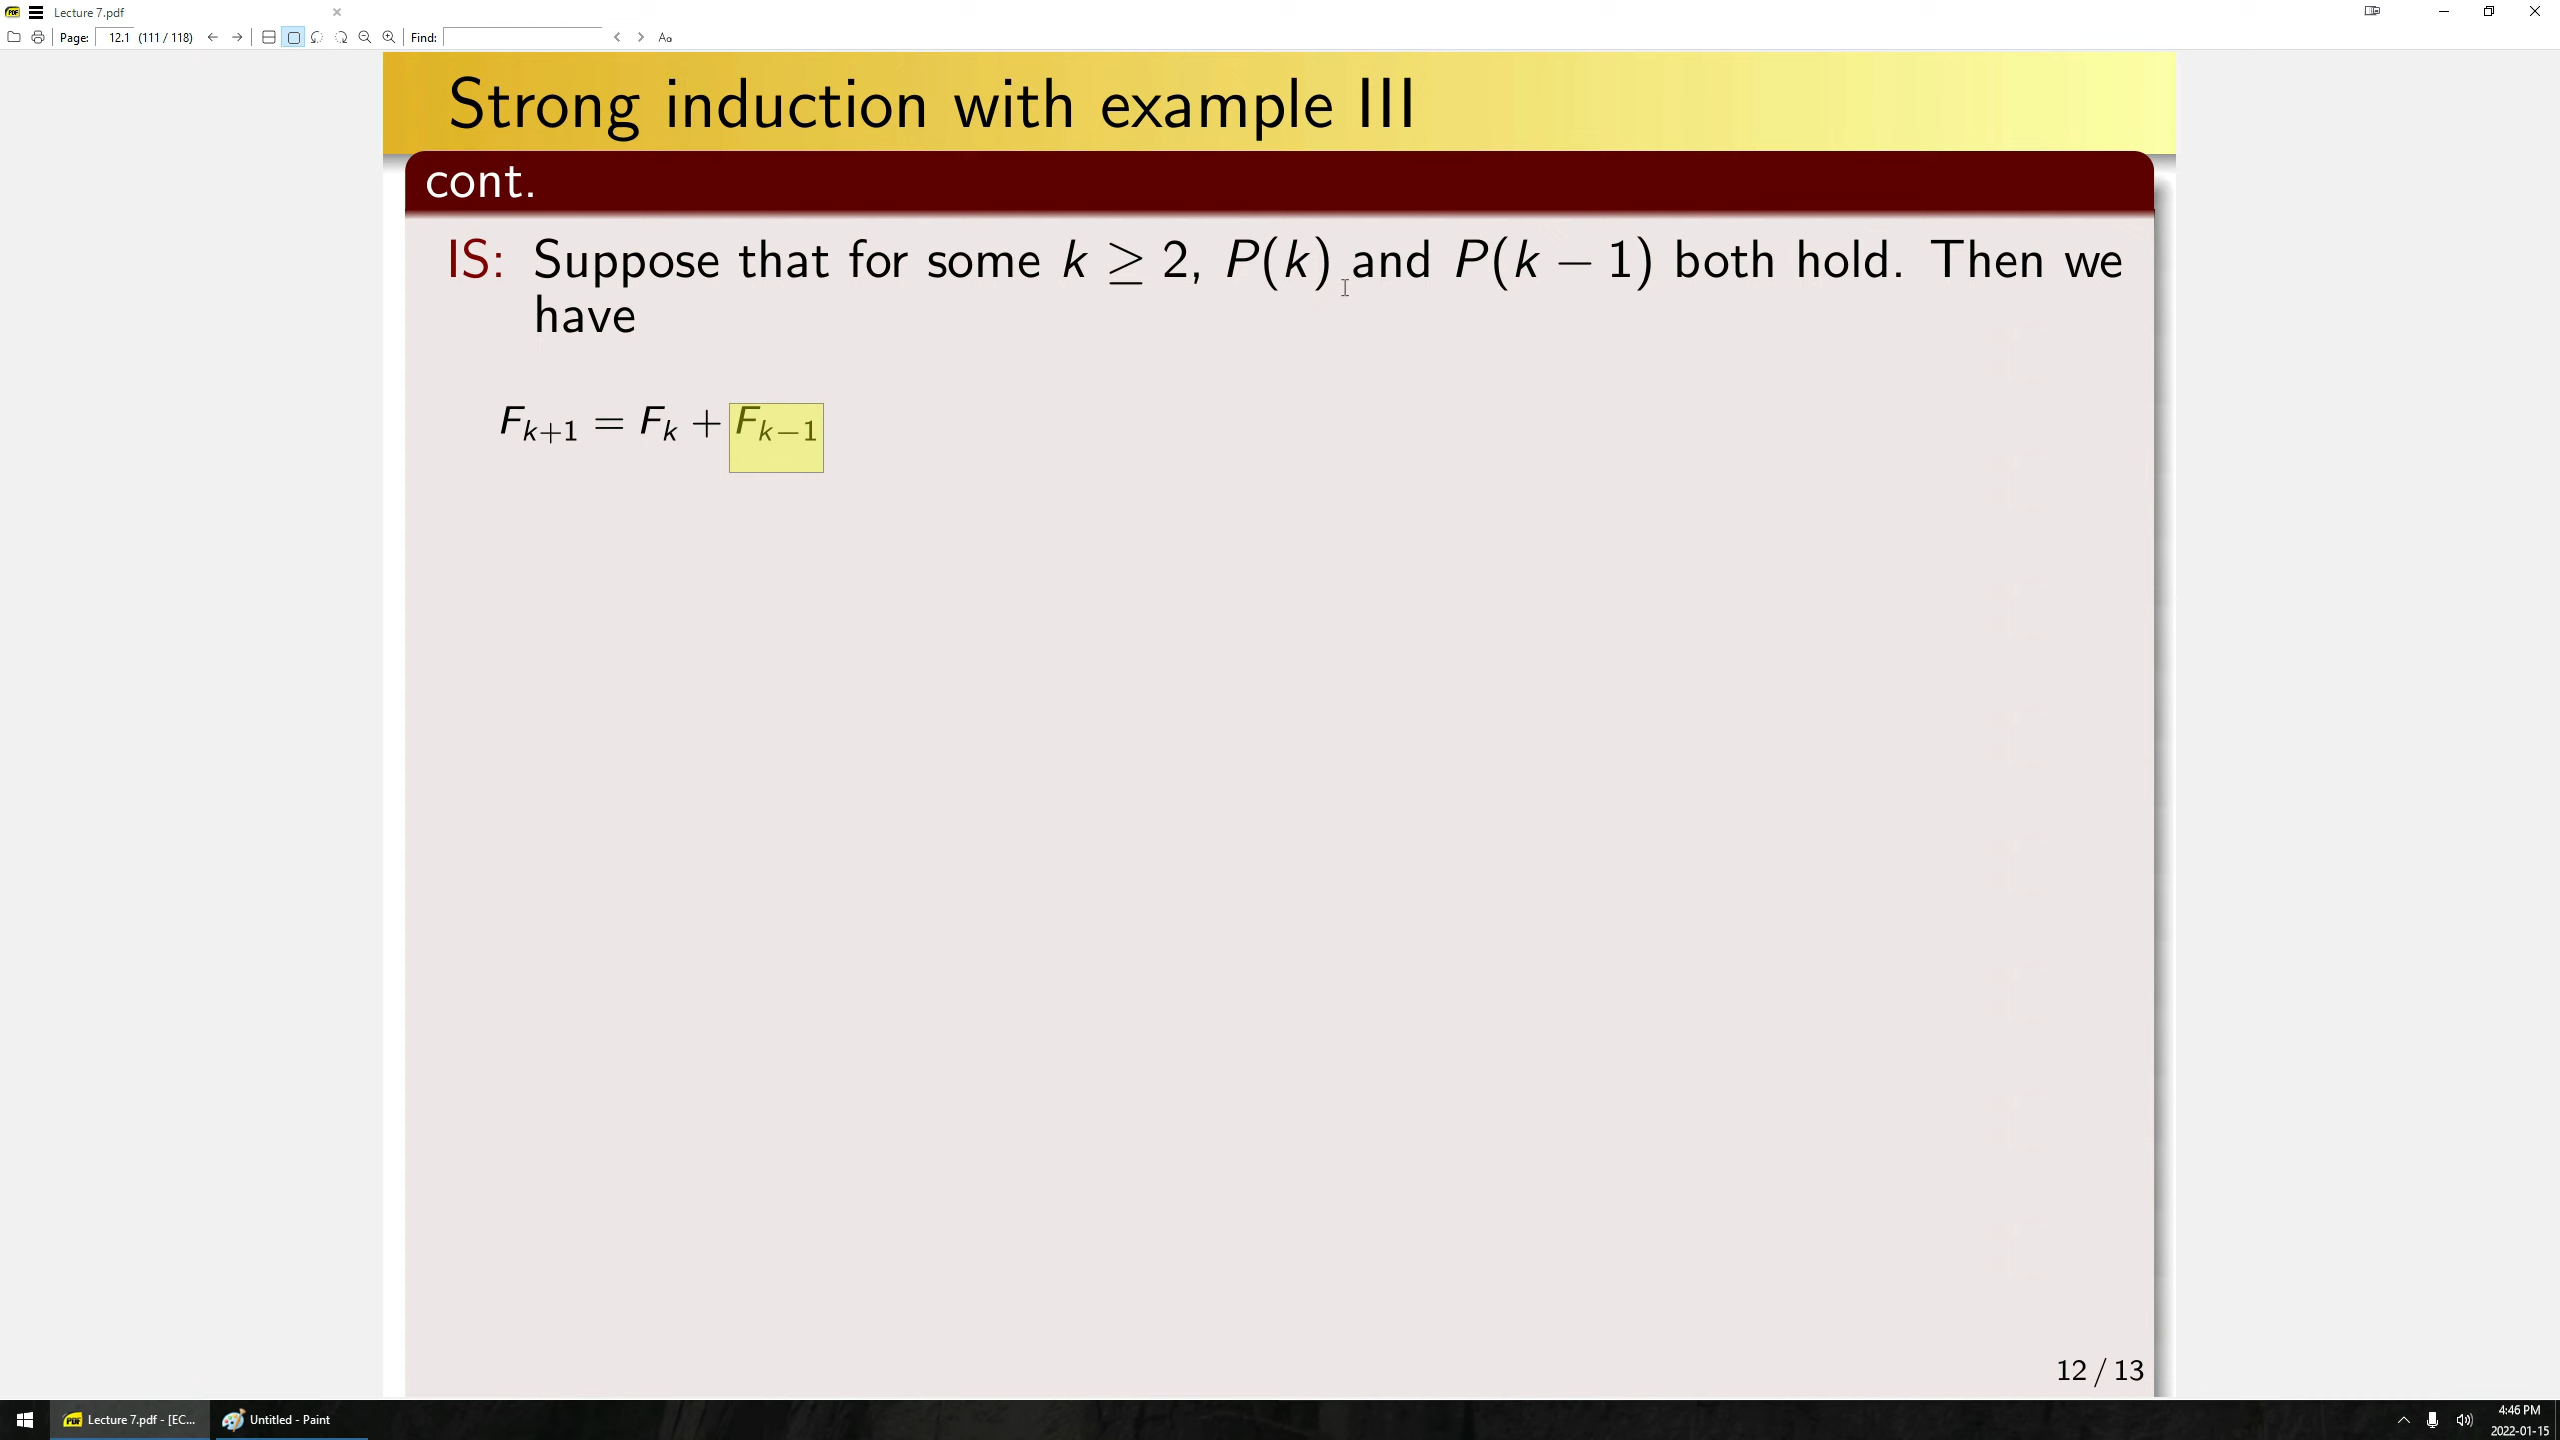 Lecture 7.pdf
Page: 12.1 (111 / 118) Find: Aa
Strong induction with example III
cont.
IS: Suppose that for some k ≥ 2, P(k) and P(k − 1) both hold. Then we
have
F_{k+1} = F_k + F_{k−1}
12 / 13
Lecture 7.pdf - [EC... Untitled - Paint 4:46 PM
2022-01-15